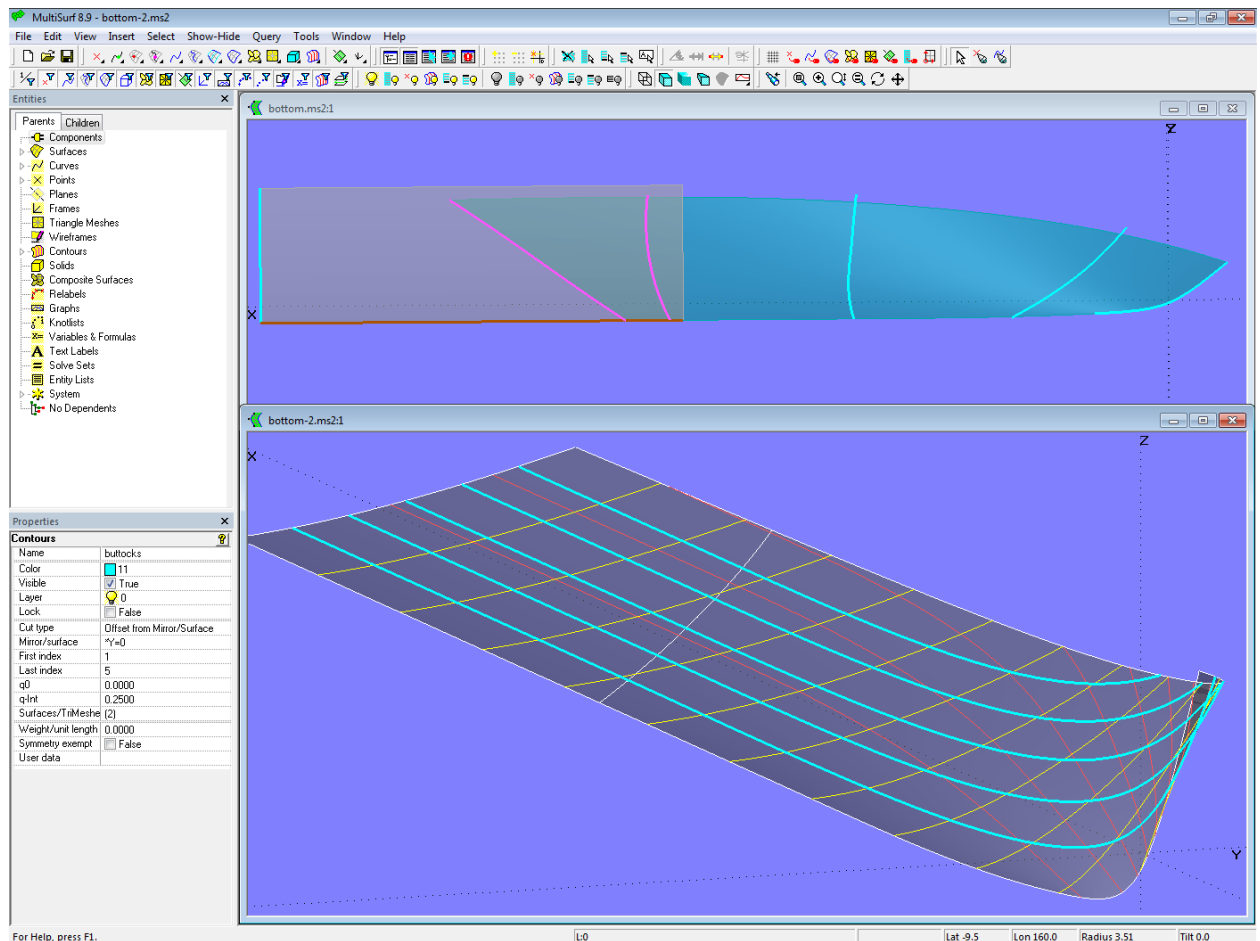 MultiSurf 8.9 - bottom-2.ms2
File Edit View Insert Select Show-Hide Query Tools Window Help
Entities
Parents Children
Components
Surfaces
Curves
Points
Planes
Frames
Triangle Meshes
Wireframes
Contours
Solids
Composite Surfaces
Relabels
Graphs
Knotlists
Variables & Formulas
Text Labels
Solve Sets
Entity Lists
System
No Dependents
Properties
Contours
Name buttocks
Color 11
Visible True
Layer 0
Lock False
Cut type Offset from Mirror/Surface
Mirror/surface *Y=0
First index 1
Last index 5
q0 0.0000
q-Int 0.2500
Surfaces/TriMeshe (2)
Weight/unit length 0.0000
Symmetry exempt False
User data
bottom.ms2:1
Z
X
bottom-2.ms2:1
X
Z
Y
For Help, press F1. L:0 Lat -9.5 Lon 160.0 Radius 3.51 Tilt 0.0